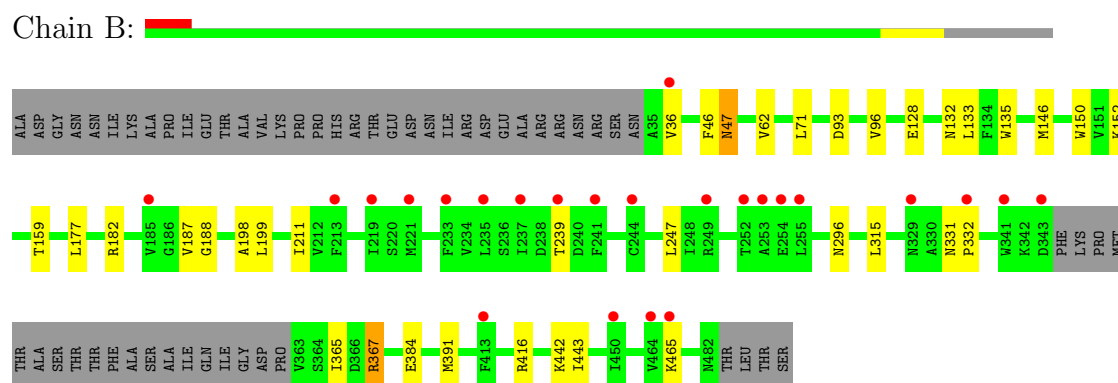 Chain B:
ALA ASP GLY ASN ASN ILE LYS ALA PRO ILE GLU THR ALA VAL LYS PRO PRO HIS ARG THR GLU ASP ASN ILE ARG ASP GLU ALA ARG ARG ASN ARG SER ASN A35 V36 F46 N47 V62 L71 D93 V96 E128 N132 L133 F134 W135 M146 W150 V151 K152
T159 L177 R182 V185 G186 V187 G188 A198 L199 I211 V212 F213 I219 S220 M221 F233 V234 L235 S236 I237 D238 T239 D240 F241 C244 L247 I248 R249 T252 A253 E254 L255 N296 L315 N329 A330 N331 P332 W341 K342 D343 PHE LYS PRO MET
THR ALA SER THR THR PHE ALA SER ALA ILE GLN ILE GLY ASP PRO V363 S364 I365 D366 R367 E384 M391 F413 R416 K442 I443 I450 V464 K465 N482 THR LEU THR SER